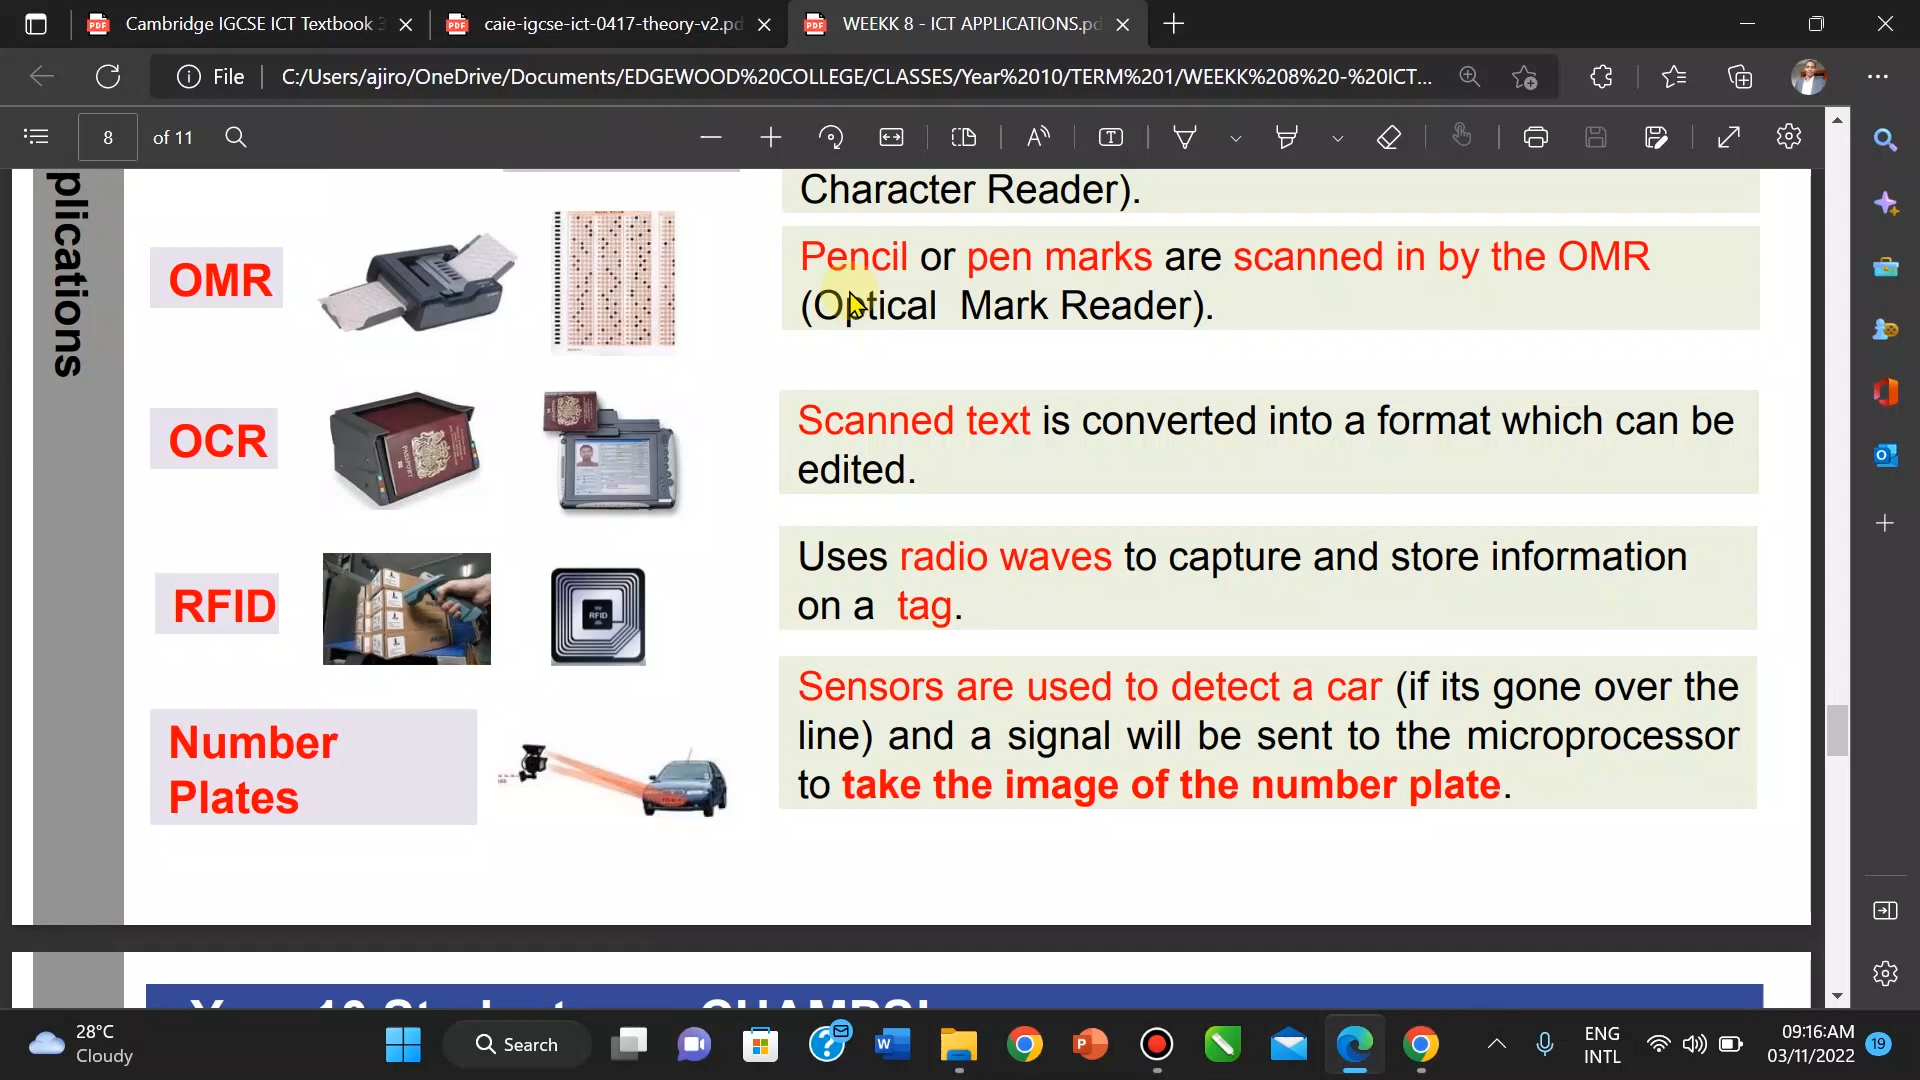 Cambridge IGCSE ICT Textbook 3
caie-igcse-ict-0417-theory-v2.pd
WEEKK 8 - ICT APPLICATIONS.pd
File
C:/Users/ajiro/OneDrive/Documents/EDGEWOOD%20COLLEGE/CLASSES/Year%2010/TERM%201/WEEKK%208%20-%20ICT...
8 of 11
plications
Character Reader).
OMR
Pencil or pen marks are scanned in by the OMR
(Optical Mark Reader).
OCR
Scanned text is converted into a format which can be
edited.
RFID
RFID
Uses radio waves to capture and store information
on a tag.
Number
Plates
Sensors are used to detect a car (if its gone over the
line) and a signal will be sent to the microprocessor
to take the image of the number plate.
28°C
Cloudy
Search
ENG
INTL
09:16:AM
03/11/2022
19